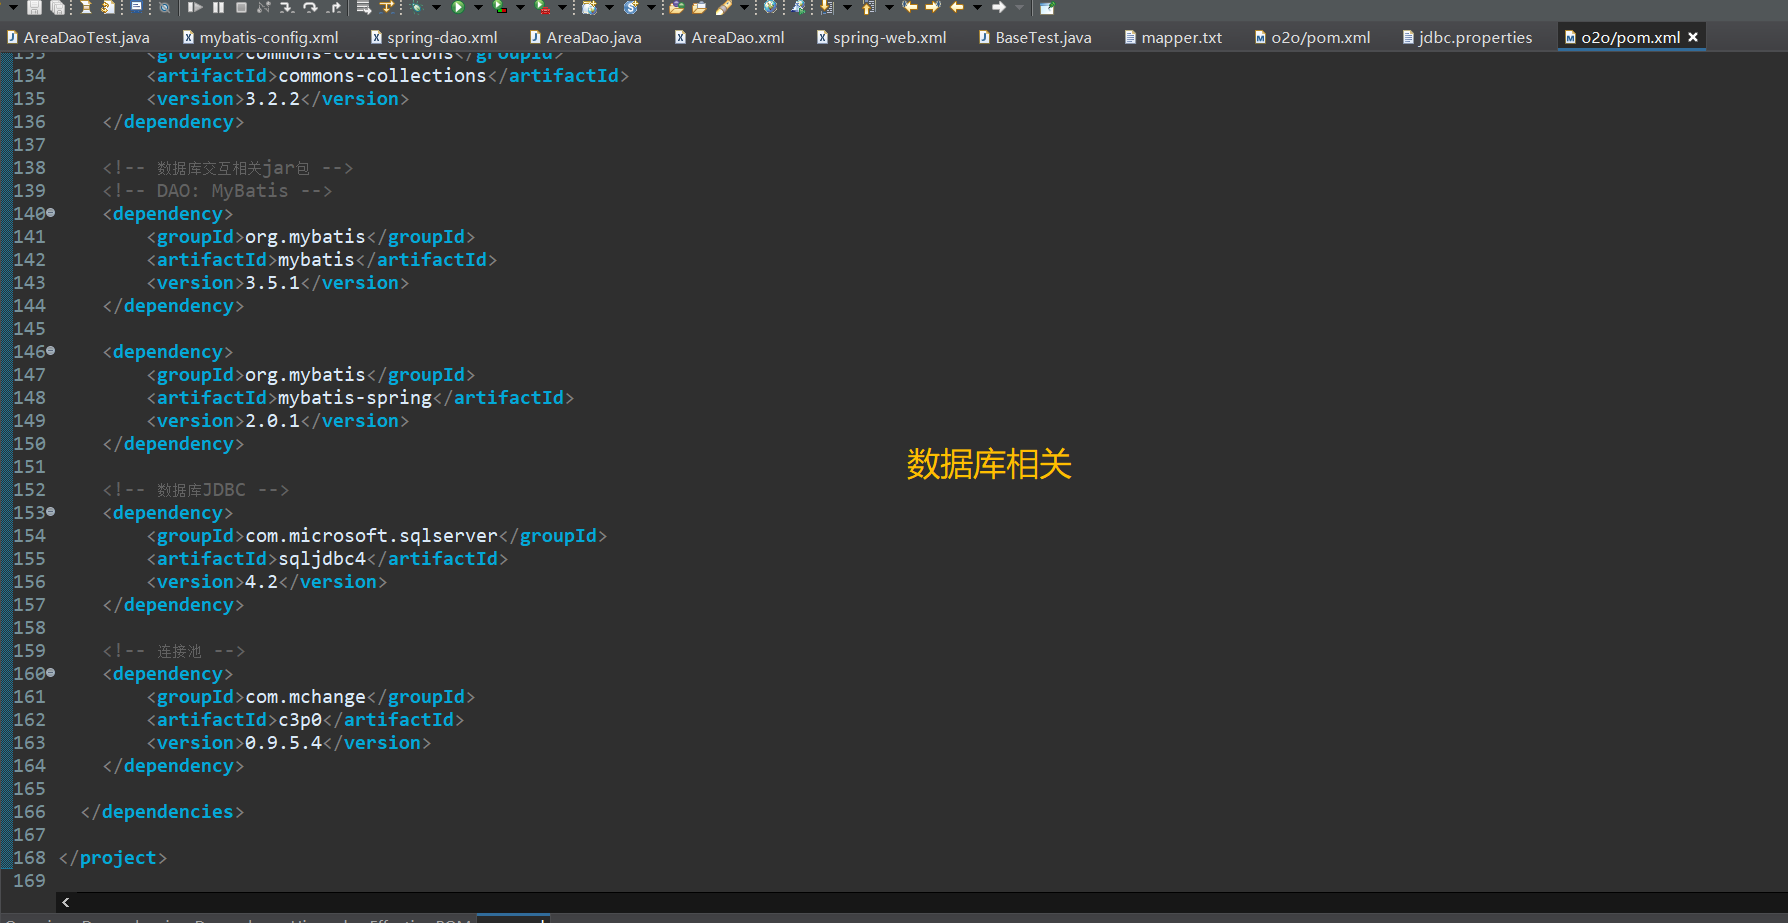 AreaDaoTest.java mybatis-config.xml spring-dao.xml AreaDao.java AreaDao.xml spring-web.xml BaseTest.java mapper.txt o2o/pom.xml jdbc.properties o2o/pom.xml
133 <groupId>commons-collections</groupId>
134 <artifactId>commons-collections</artifactId>
135 <version>3.2.2</version>
136 </dependency>
137
138 <!-- 数据库交互相关jar包 -->
139 <!-- DAO: MyBatis -->
140 <dependency>
141 <groupId>org.mybatis</groupId>
142 <artifactId>mybatis</artifactId>
143 <version>3.5.1</version>
144 </dependency>
145
146 <dependency>
147 <groupId>org.mybatis</groupId>
148 <artifactId>mybatis-spring</artifactId>
149 <version>2.0.1</version>
150 </dependency>
数据库相关
151
152 <!-- 数据库JDBC -->
153 <dependency>
154 <groupId>com.microsoft.sqlserver</groupId>
155 <artifactId>sqljdbc4</artifactId>
156 <version>4.2</version>
157 </dependency>
158
159 <!-- 连接池 -->
160 <dependency>
161 <groupId>com.mchange</groupId>
162 <artifactId>c3p0</artifactId>
163 <version>0.9.5.4</version>
164 </dependency>
165
166 </dependencies>
167
168 </project>
169